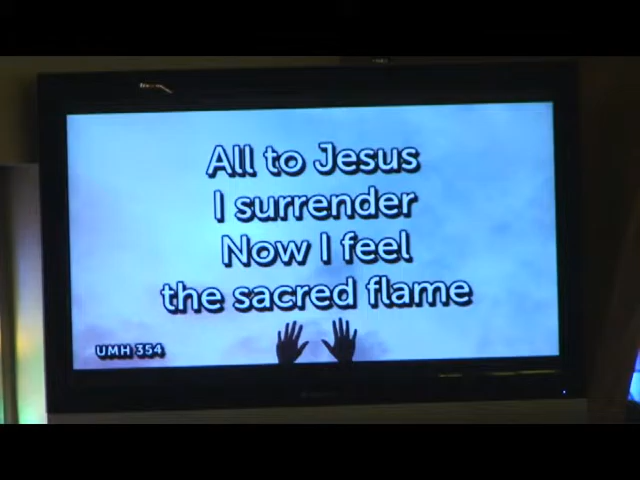 All to Jesus
I surrender
Now I feel
the sacred flame
UMH 354